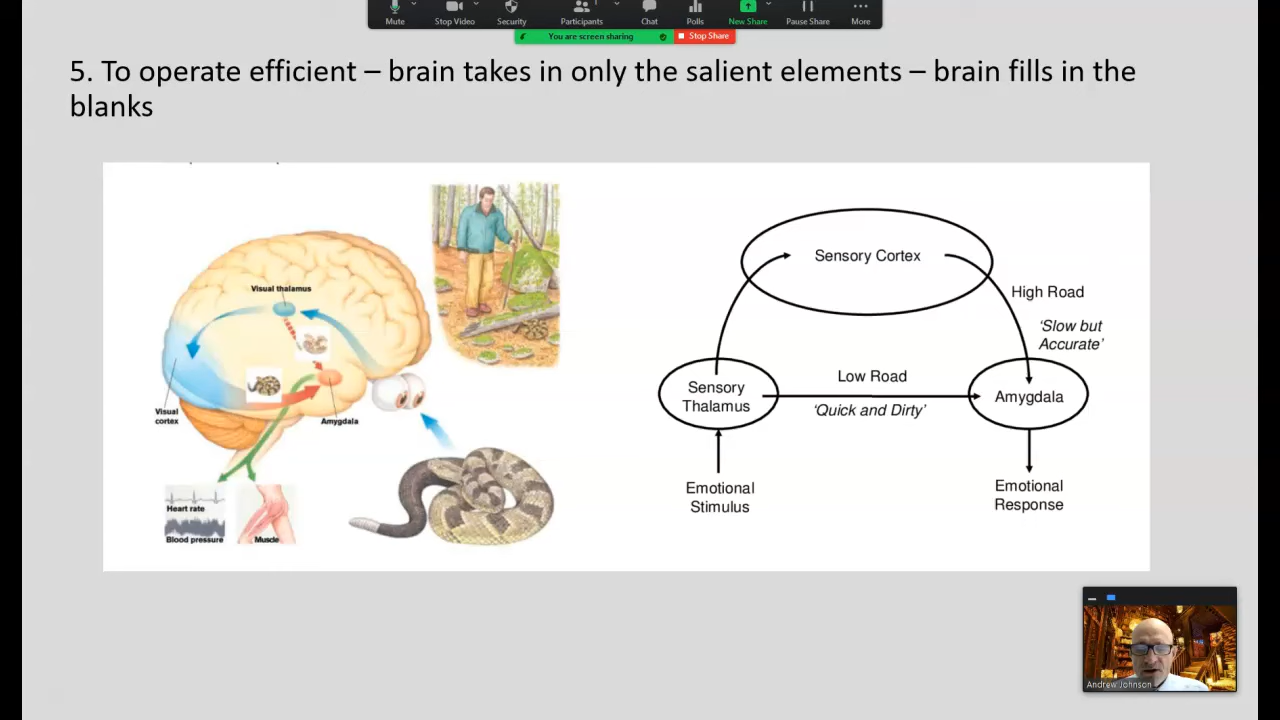 Mute
Stop Video
Security
Participants
1
Chat
Polls
New Share
Pause Share
More
You are screen sharing
Stop Share
5. To operate efficient – brain takes in only the salient elements – brain fills in the
blanks
Visual thalamus
Visual
cortex
Amygdala
Heart rate
Blood pressure
Muscle
Sensory Cortex
High Road
‘Slow but
Accurate’
Low Road
Sensory
Thalamus
‘Quick and Dirty’
Amygdala
Emotional
Stimulus
Emotional
Response
Andrew Johnson